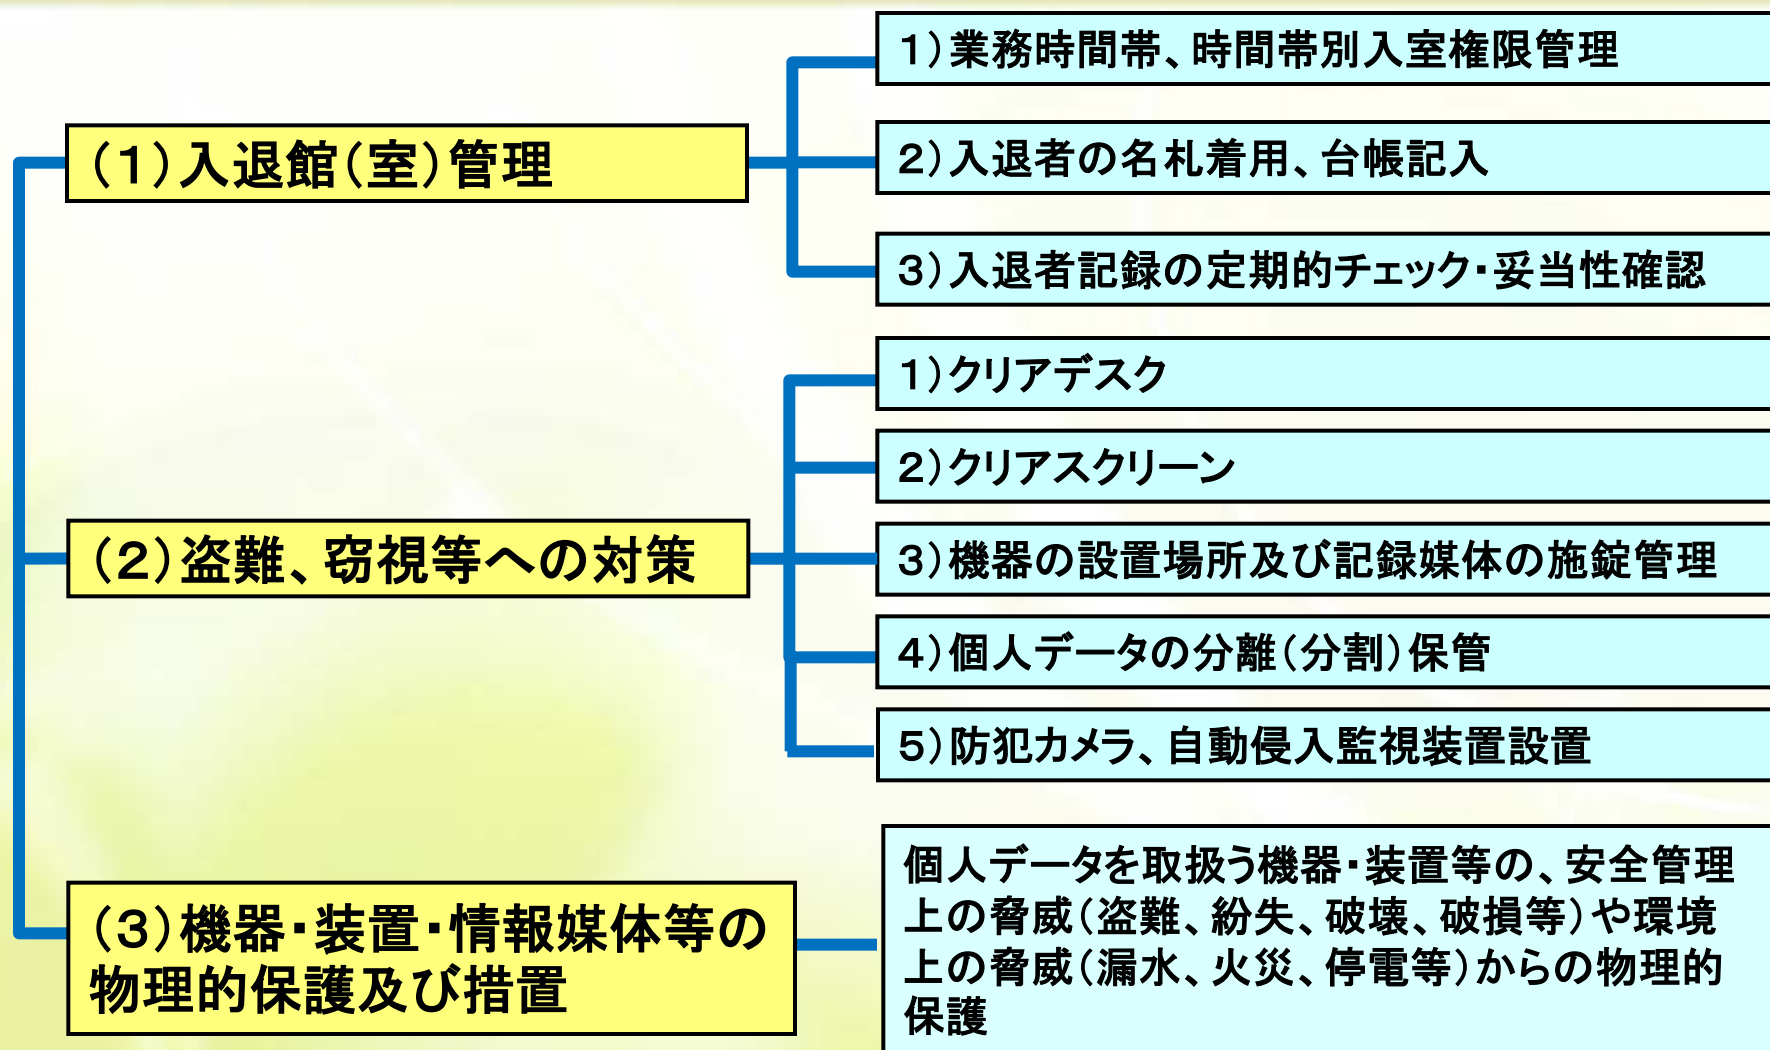 (1)入退館(室)管理
1)業務時間帯、時間帯別入室権限管理
2)入退者の名札着用、台帳記入
3)入退者記録の定期的チェック・妥当性確認
(2)盗難、窃視等への対策
1)クリアデスク
2)クリアスクリーン
3)機器の設置場所及び記録媒体の施錠管理
4)個人データの分離(分割)保管
5)防犯カメラ、自動侵入監視装置設置
(3)機器・装置・情報媒体等の
物理的保護及び措置
個人データを取扱う機器・装置等の、安全管理
上の脅威(盗難、紛失、破壊、破損等)や環境
上の脅威(漏水、火災、停電等)からの物理的
保護